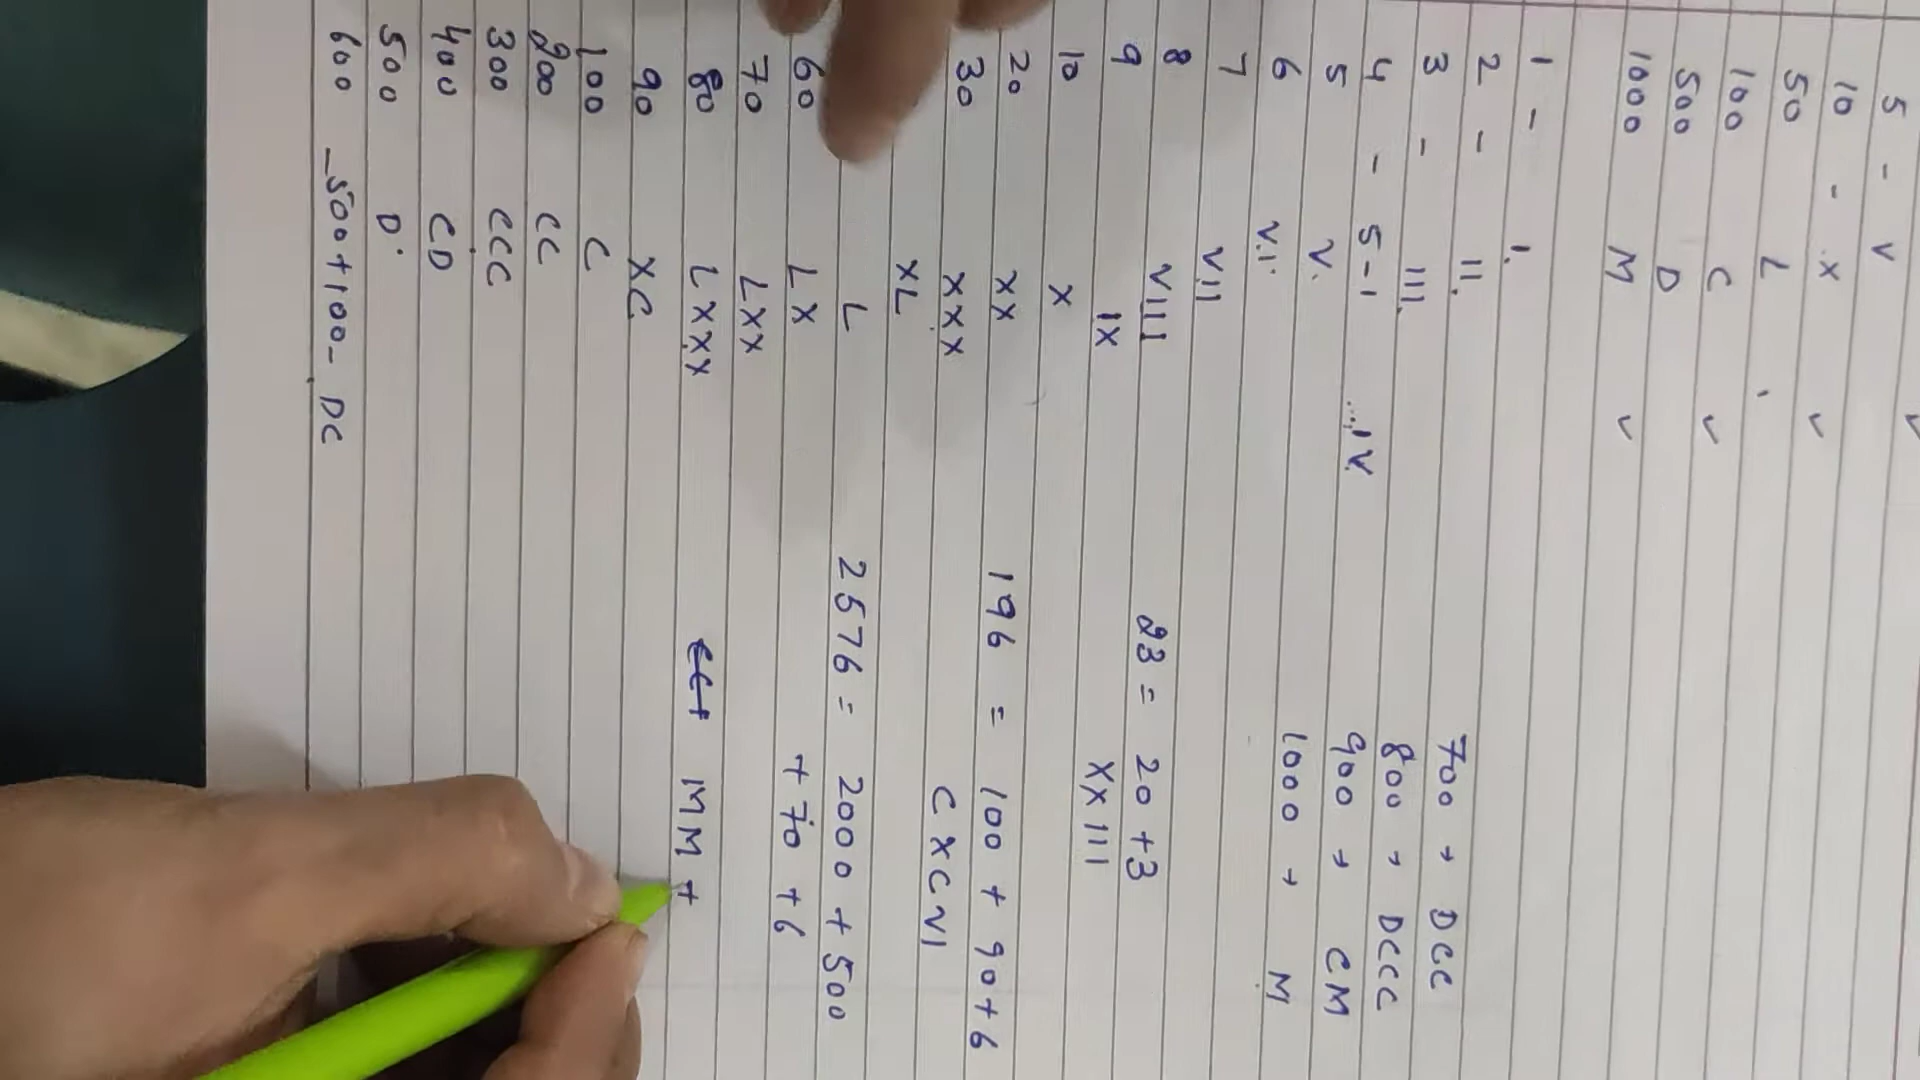 5 - V
10 - X
50 L
100 C
500 D
1000 M
1 - I.
2 - II.
3 - III.
4 - 5-1 IV
5 V.
6 V.I
7 VII
8 VIII
9 IX
10 X
20 XX
30 XXX
XL
L
60 LX
70 LXX
80 LXXX
90 XC
100 C
200 CC
300 CCC
400 CD
500 D.
600 - 500+100 - DC
700 → DCC
800 → DCCC
900 → CM
1000 → M
23 = 20 +3
XXIII
196 = 100 + 90+6
CXCVI
2576 = 2000 + 500
+ 70 + 6
MM +